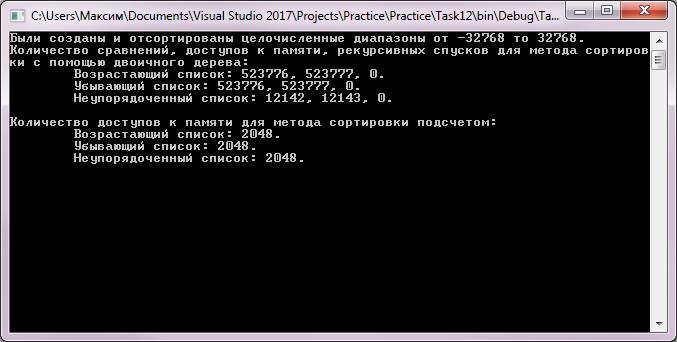 C:\Users\Максим\Documents\Visual Studio 2017\Projects\Practice\Practice\Task12\bin\Debug\Ta...
Были созданы и отсортированы целочисленные диапазоны от -32768 то 32768.
Количество сравнений, доступов к памяти, рекурсивных спусков для метода сортиров
ки с помощью двоичного дерева:
Возрастающий список: 523776, 523777, 0.
Убывающий список: 523776, 523777, 0.
Неупорядоченный список: 12142, 12143, 0.
Количество доступов к памяти для метода сортировки подсчетом:
Возрастающий список: 2048.
Убывающий список: 2048.
Неупорядоченный список: 2048.